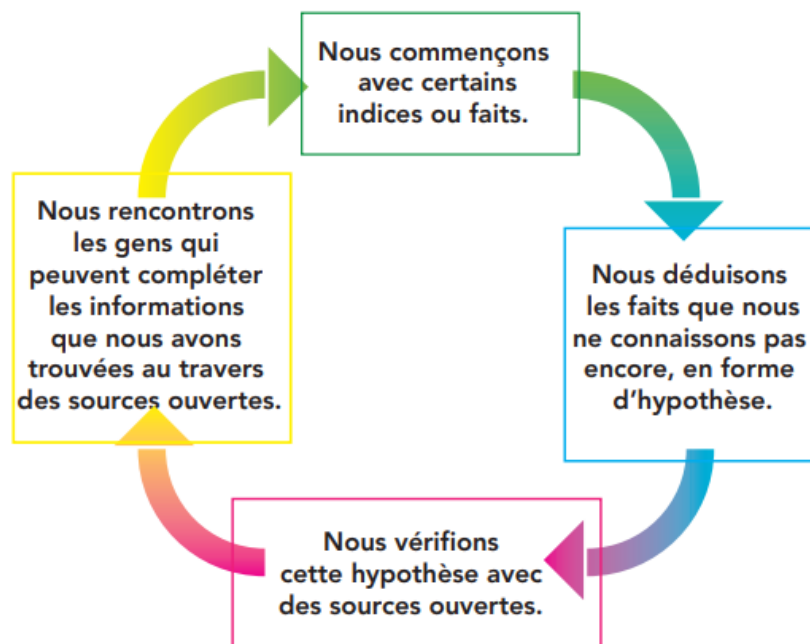 Nous commençons
avec certains
indices ou faits.
Nous déduisons
les faits que nous
ne connaissons pas
encore, en forme
d’hypothèse.
Nous vérifions
cette hypothèse avec
des sources ouvertes.
Nous rencontrons
les gens qui
peuvent compléter
les informations
que nous avons
trouvées au travers
des sources ouvertes.